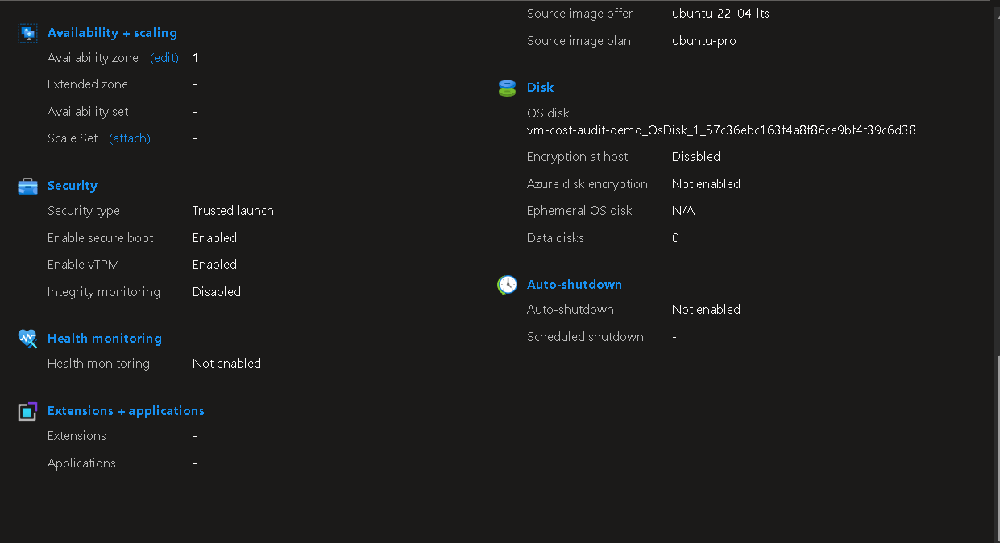 Availability + scaling
Availability zone (edit) 1
Extended zone -
Availability set -
Scale Set (attach) -
Security
Security type Trusted launch
Enable secure boot Enabled
Enable vTPM Enabled
Integrity monitoring Disabled
Health monitoring
Health monitoring Not enabled
Extensions + applications
Extensions -
Applications -
Source image offer ubuntu-22_04-lts
Source image plan ubuntu-pro
Disk
OS disk
vm-cost-audit-demo_OsDisk_1_57c36ebc163f4a8f86ce9bf4f39c6d38
Encryption at host Disabled
Azure disk encryption Not enabled
Ephemeral OS disk N/A
Data disks 0
Auto-shutdown
Auto-shutdown Not enabled
Scheduled shutdown -